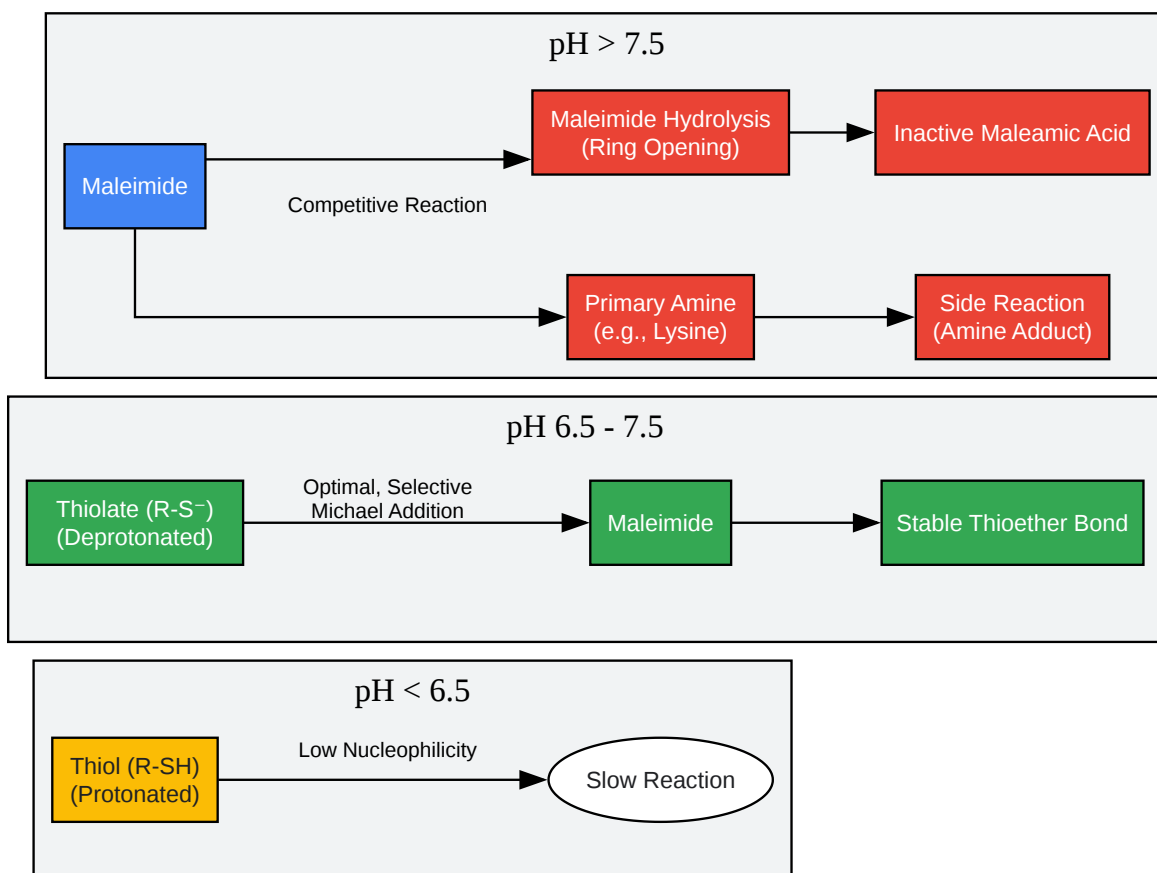 pH > 7.5
Maleimide
Competitive Reaction
Maleimide Hydrolysis
(Ring Opening)
Inactive Maleamic Acid
Primary Amine
(e.g., Lysine)
Side Reaction
(Amine Adduct)
pH 6.5 - 7.5
Thiolate (R-S⁻)
(Deprotonated)
Optimal, Selective
Michael Addition
Maleimide
Stable Thioether Bond
pH < 6.5
Thiol (R-SH)
(Protonated)
Low Nucleophilicity
Slow Reaction